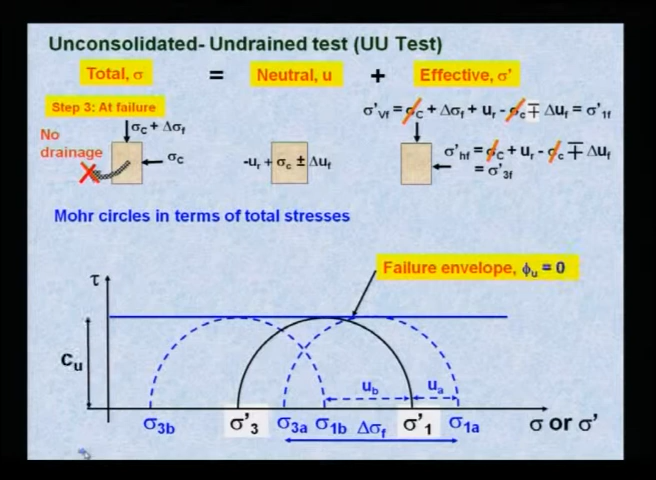 Unconsolidated- Undrained test (UU Test)
Total, σ = Neutral, u + Effective, σ'
Step 3: At failure
No
drainage
σC + Δσf
σC
-ur + σc ± Δuf
σ'Vf = σC + Δσf + ur - σc ∓ Δuf = σ'1f
σ'hf = σC + ur - σc ∓ Δuf
= σ'3f
Mohr circles in terms of total stresses
Failure envelope, ϕu = 0
τ
cu
ub
ua
σ3b σ'3 σ3a σ1b Δσf σ'1 σ1a σ or σ'